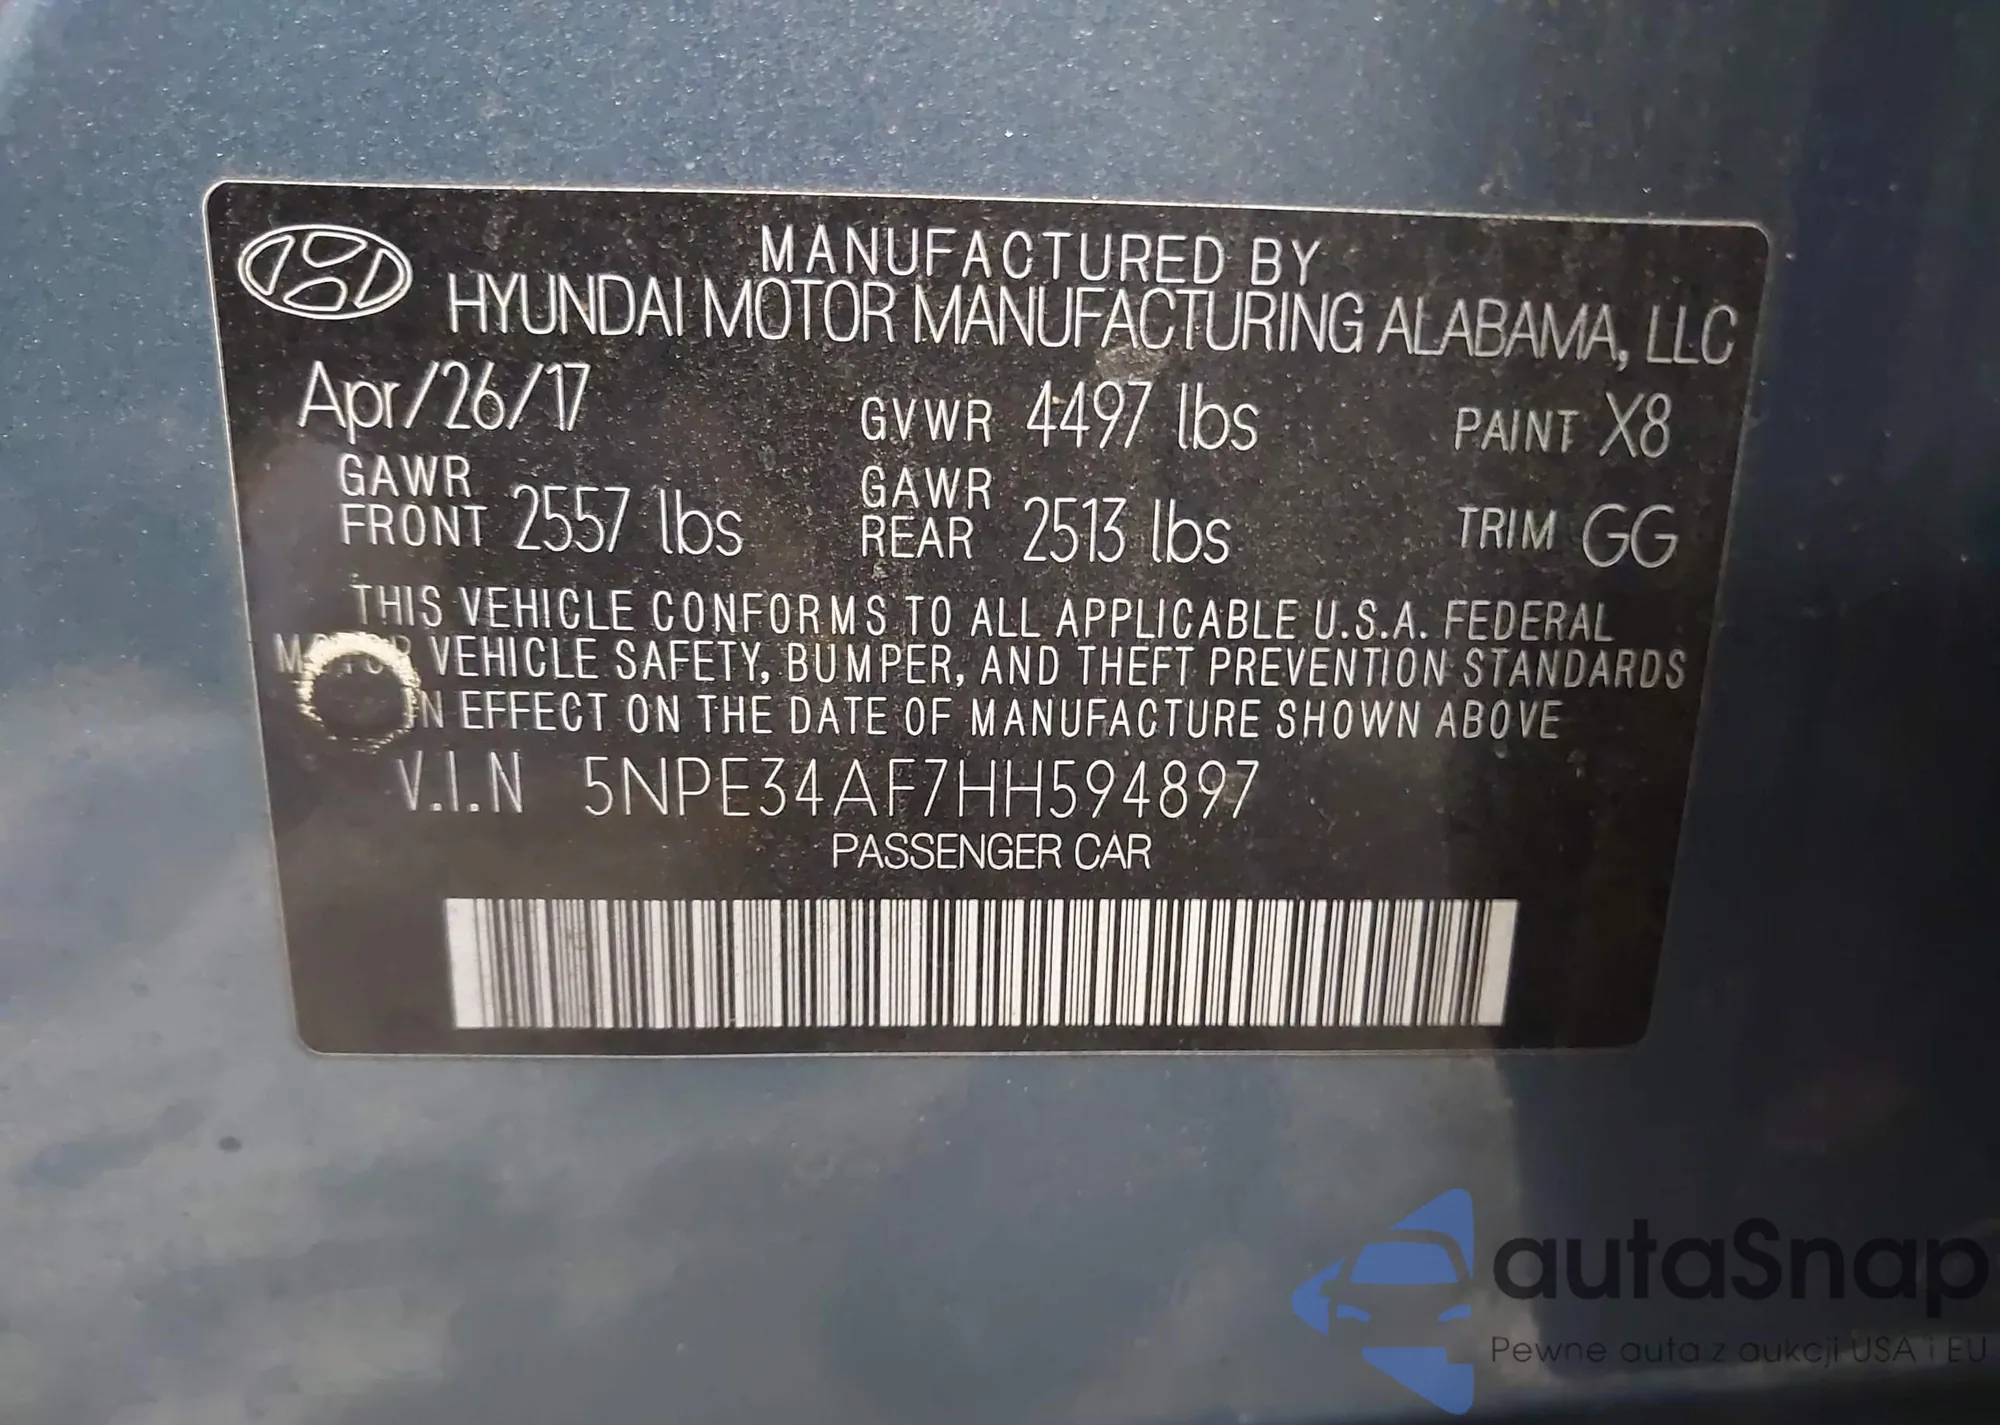 MANUFACTURED BY
HYUNDAI MOTOR MANUFACTURING ALABAMA, LLC
Apr/26/17 GVWR 4497 lbs PAINT X8
GAWR FRONT 2557 lbs GAWR REAR 2513 lbs TRIM GG
THIS VEHICLE CONFORMS TO ALL APPLICABLE U.S.A. FEDERAL
MOTOR VEHICLE SAFETY, BUMPER, AND THEFT PREVENTION STANDARDS
IN EFFECT ON THE DATE OF MANUFACTURE SHOWN ABOVE
V.I.N 5NPE34AF7HH594897
PASSENGER CAR
autaSnap
Pewne auta z aukcji USA i EU